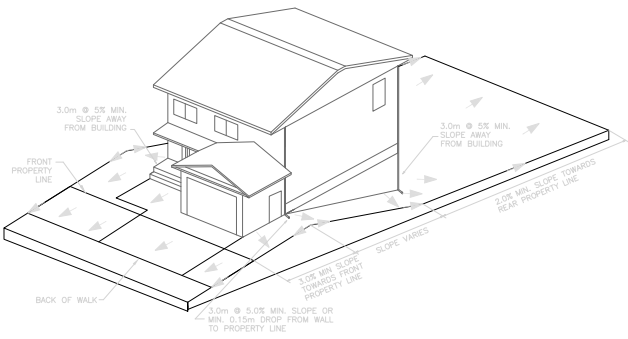 3.0m @ 5% MIN.
SLOPE AWAY
FROM BUILDING
3.0m @ 5% MIN.
SLOPE AWAY
FROM BUILDING
FRONT
PROPERTY
LINE
2.0% MIN. SLOPE TOWARDS
REAR PROPERTY LINE
SLOPE VARIES
3.0% MIN SLOPE
TOWARDS FRONT
PROPERTY LINE
BACK OF WALK
3.0m @ 5.0% MIN. SLOPE OR
MIN. 0.15m DROP FROM WALL
TO PROPERTY LINE